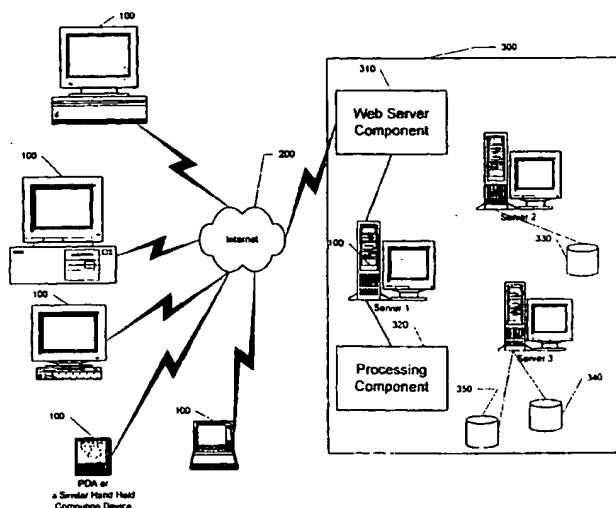 100
300
310
Web Server
Component
100
200
Internet
Server 2
330
100
100
Server 1
320
Server 3
Processing
Component
350
340
100
100
PDA or
a Similar Hand Held
Computing Device